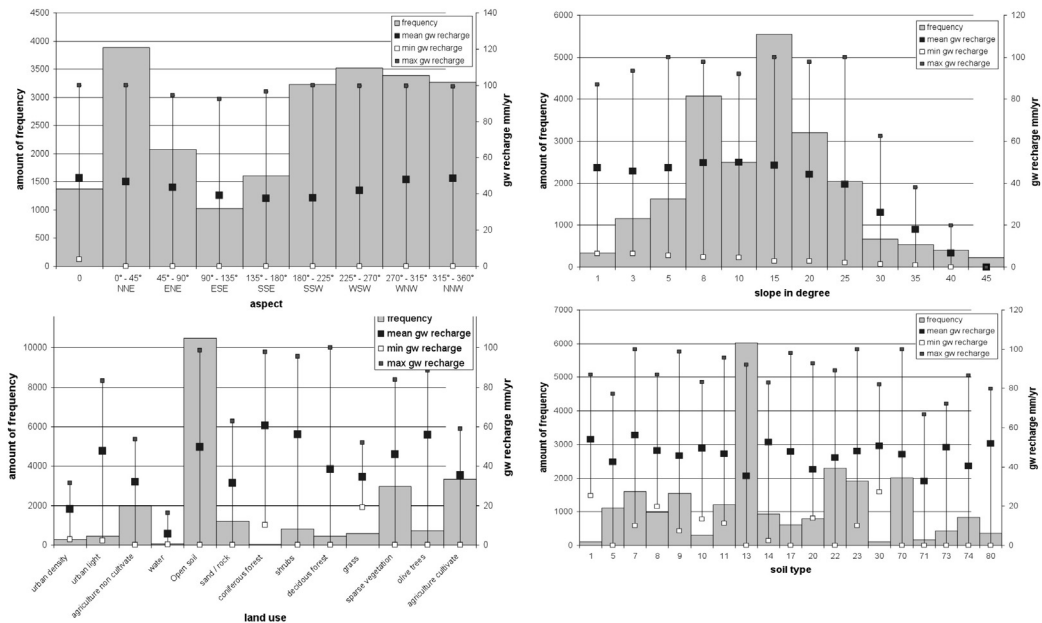 4500
4000
3500
3000
2500
2000
1500
1000
500
0
amount of frequency
140
120
100
80
60
40
20
0
gw recharge mm/yr
frequency
mean gw recharge
min gw recharge
max gw recharge
0 0° - 45° 45° - 90° 90° - 135° 135° - 180° 180° - 225° 225° - 270° 270° - 315° 315° - 360°
NNE ENE ESE SSE SSW WSW WNW NNW
aspect
6000
5000
4000
3000
2000
1000
0
amount of frequency
120
100
80
60
40
20
0
gw recharge mm/yr
frequency
mean gw recharge
min gw recharge
max gw recharge
1 3 5 8 10 15 20 25 30 35 40 45
slope in degree
10000
8000
6000
4000
2000
0
amount of frequency
100
80
60
40
20
0
gw recharge mm/yr
frequency
mean gw recharge
min gw recharge
max gw recharge
urban density
urban light
agriculture non cultivate
water
Open soil
sand / rock
coniferous forest
shrubs
decidous forest
grass
sparse vegetation
olive trees
agriculture cultivate
land use
7000
6000
5000
4000
3000
2000
1000
0
amount of frequency
120
100
80
60
40
20
0
gw recharge mm/yr
frequency
mean gw recharge
min gw recharge
max gw recharge
1 5 7 8 9 10 11 13 14 17 20 22 23 30 70 71 73 74 80
soil type